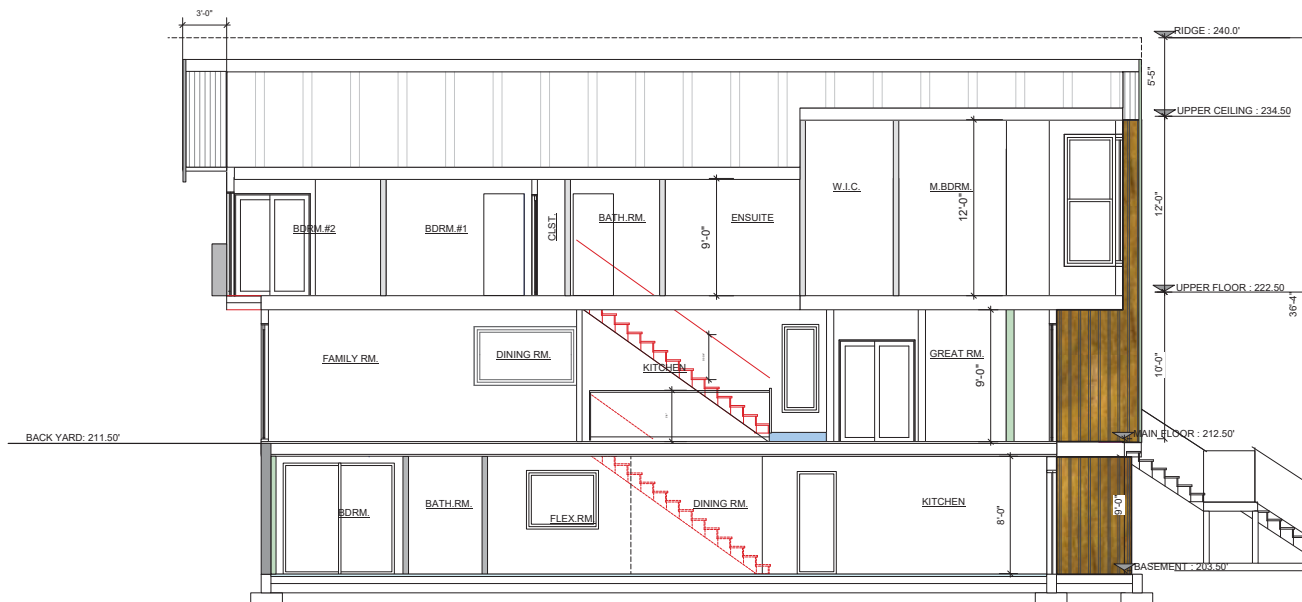 3'-0"
RIDGE : 240.0'
5'-5"
UPPER CEILING : 234.50
W.I.C.
M.BDRM.
12'-0"
12'-0"
BDRM.#2
BDRM.#1
CLST.
BATH.RM.
ENSUITE
9'-0"
UPPER FLOOR : 222.50
36'-4"
FAMILY RM.
DINING RM.
KITCHEN
GREAT RM.
9'-0"
10'-0"
BACK YARD: 211.50'
MAIN FLOOR : 212.50'
BDRM.
BATH.RM.
FLEX.RM.
DINING RM.
KITCHEN
8'-0"
9'-0"
BASEMENT : 203.50'